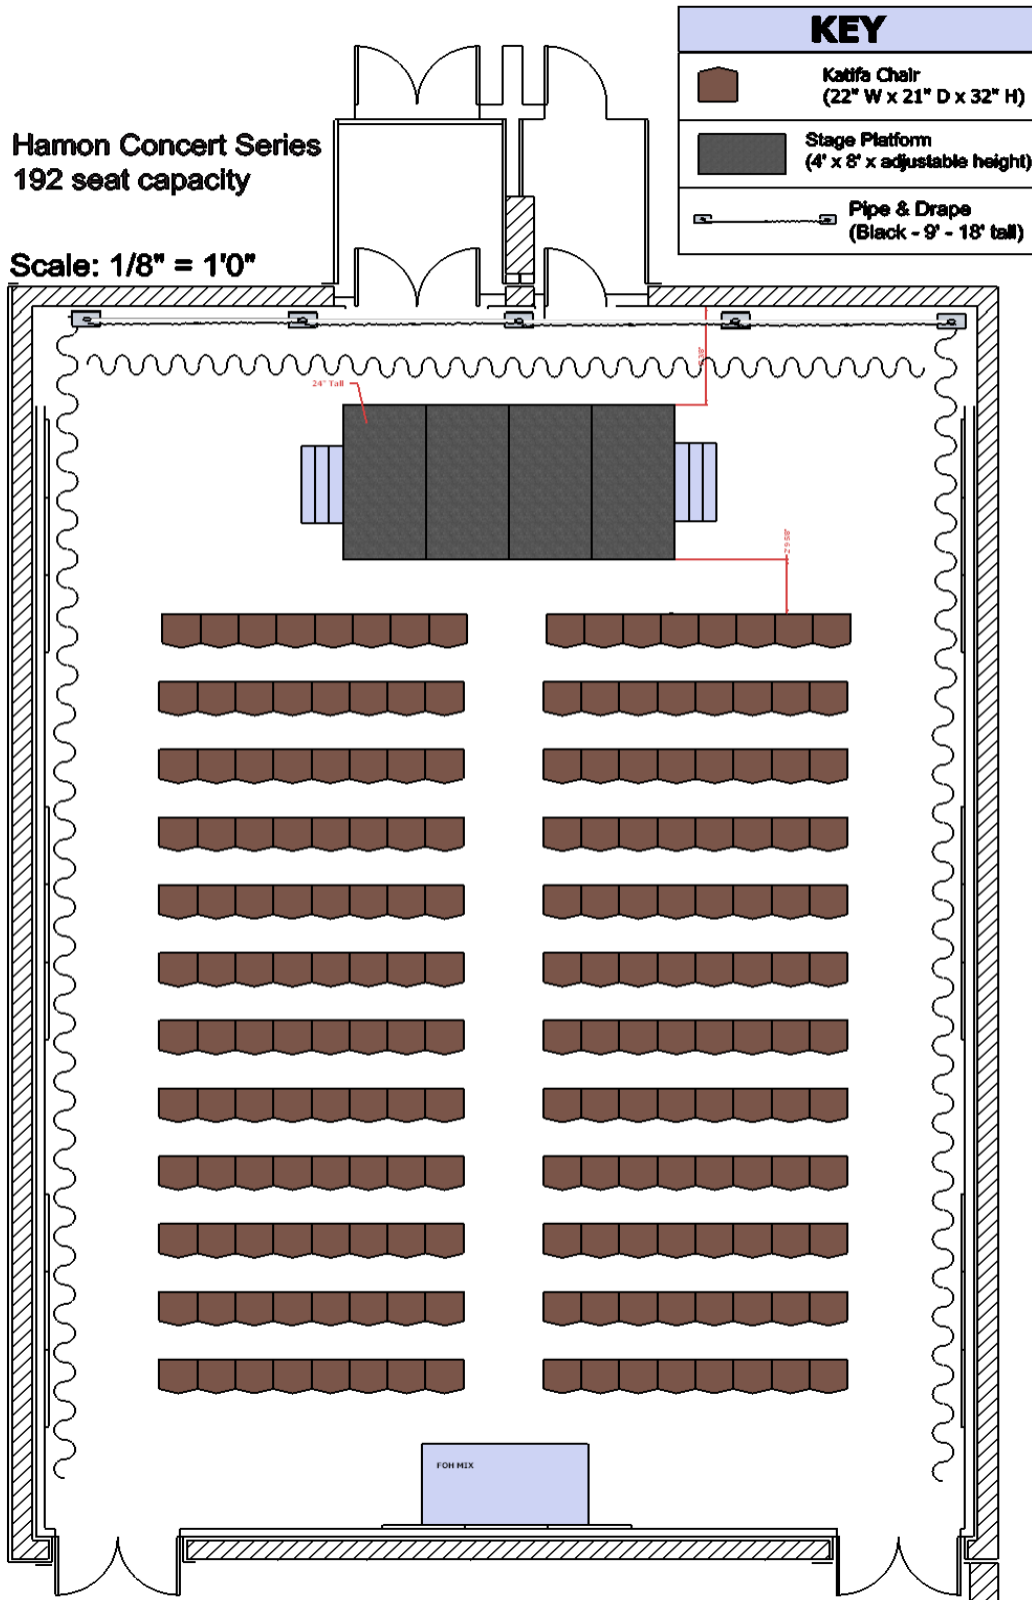 KEY
Katifa Chair
(22" W x 21" D x 32" H)
Stage Platform
(4' x 8' x adjustable height)
Pipe & Drape
(Black - 9' - 18' tall)
Hamon Concert Series
192 seat capacity
Scale: 1/8" = 1'0"
24" Tall
FOH MIX